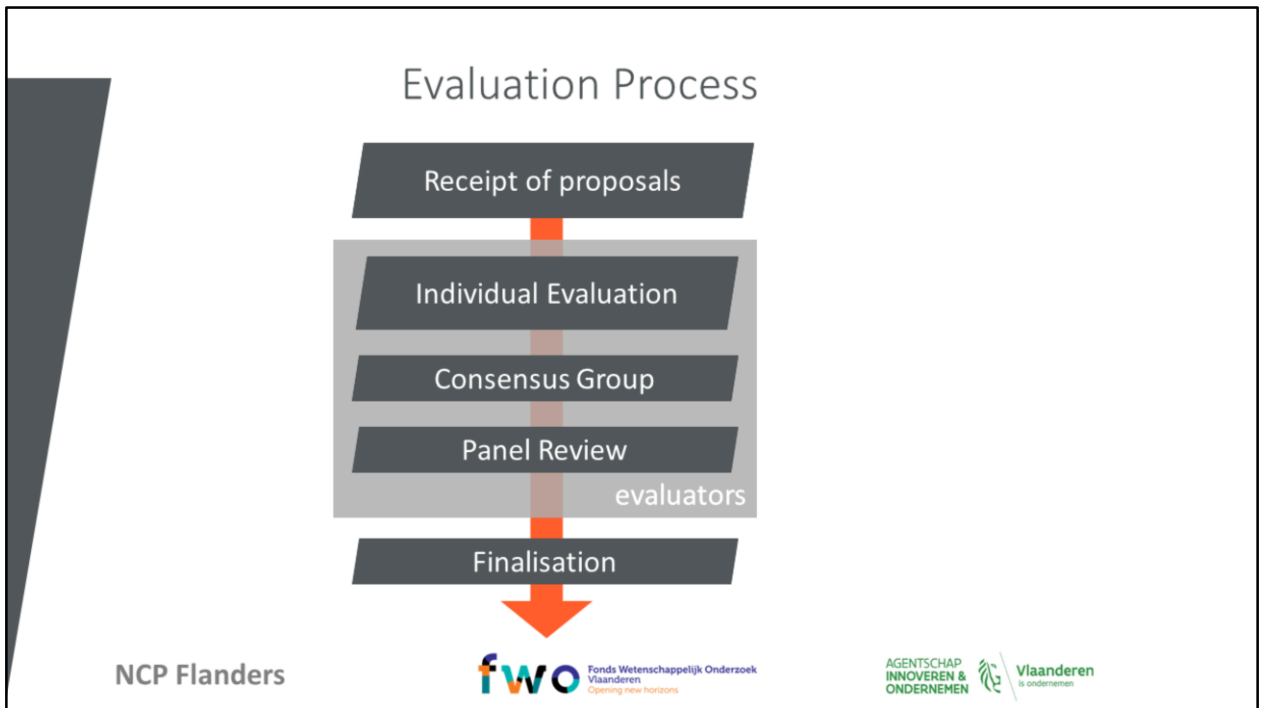 Evaluation Process
Receipt of proposals
Individual Evaluation
Consensus Group
Panel Review
evaluators
Finalisation
NCP Flanders
fwo
Fonds Wetenschappelijk Onderzoek
Vlaanderen
Opening new horizons
AGENTSCHAP
INNOVEREN &
ONDERNEMEN
Vlaanderen
is ondernemen